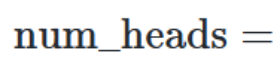 num_heads =